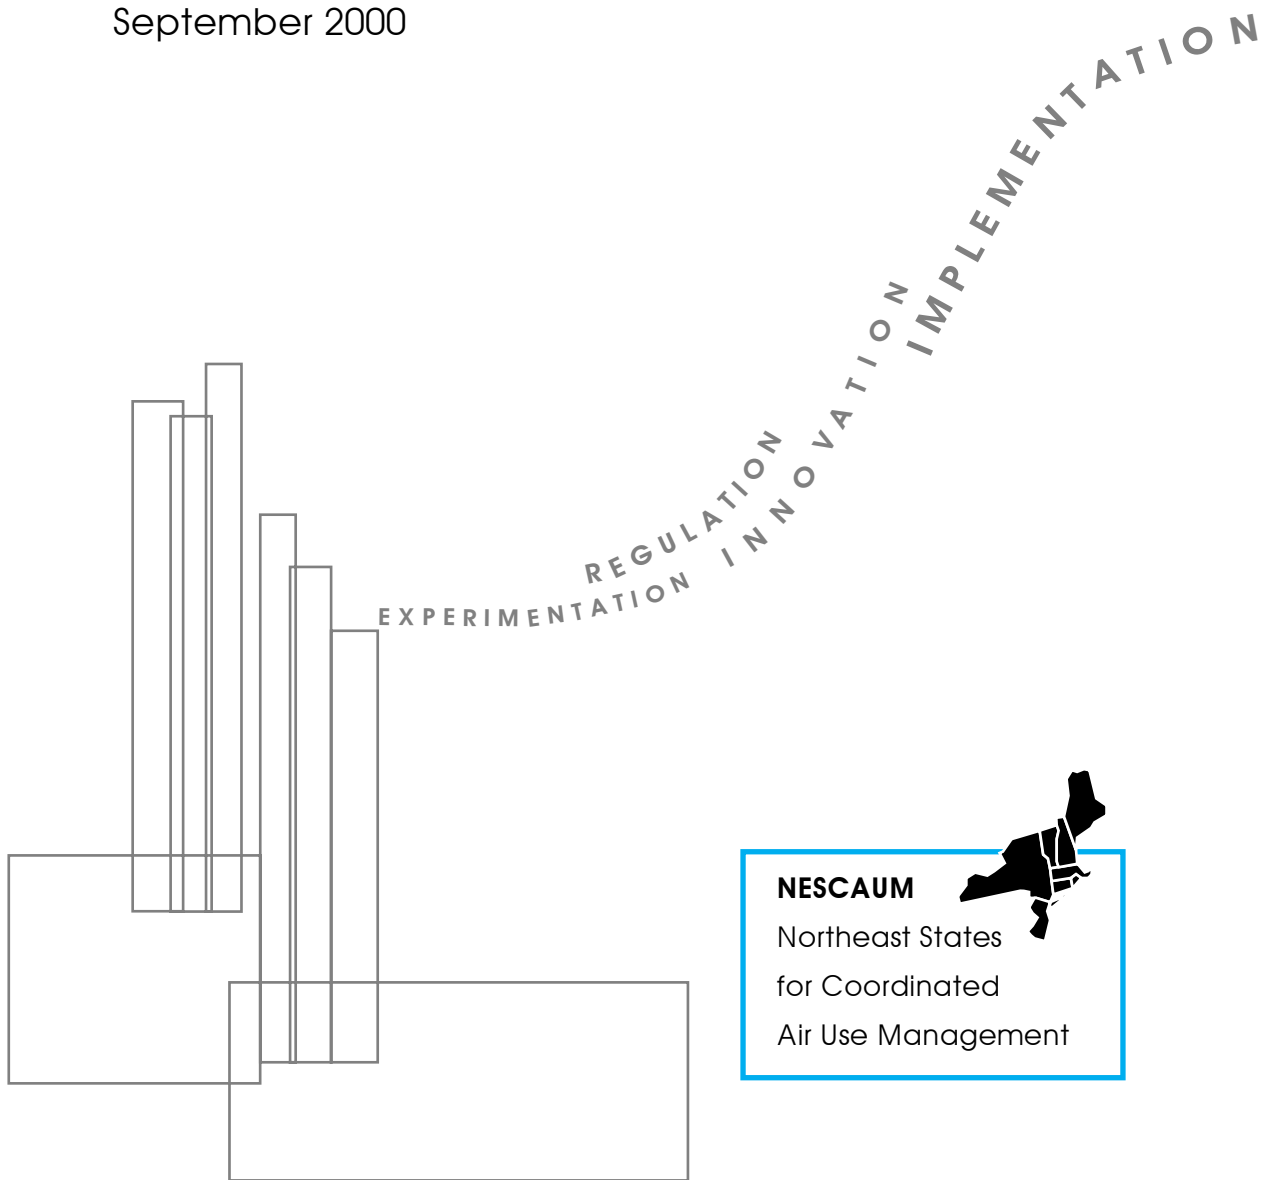 September 2000
IMPLEMENTATION
INNOVATION
REGULATION
EXPERIMENTATION
NESCAUM
Northeast States
for Coordinated
Air Use Management